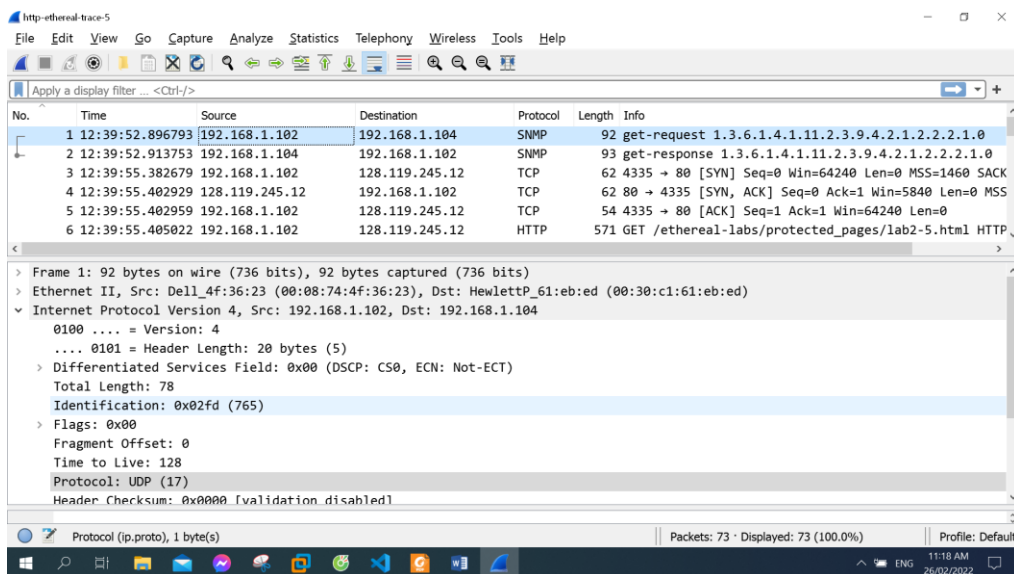 http-ethereal-trace-5
File Edit View Go Capture Analyze Statistics Telephony Wireless Tools Help
Apply a display filter ... <Ctrl-/>
No. Time Source Destination Protocol Length Info
1 12:39:52.896793 192.168.1.102 192.168.1.104 SNMP 92 get-request 1.3.6.1.4.1.11.2.3.9.4.2.1.2.2.2.1.0
2 12:39:52.913753 192.168.1.104 192.168.1.102 SNMP 93 get-response 1.3.6.1.4.1.11.2.3.9.4.2.1.2.2.2.1.0
3 12:39:55.382679 192.168.1.102 128.119.245.12 TCP 62 4335 → 80 [SYN] Seq=0 Win=64240 Len=0 MSS=1460 SACK
4 12:39:55.402929 128.119.245.12 192.168.1.102 TCP 62 80 → 4335 [SYN, ACK] Seq=0 Ack=1 Win=5840 Len=0 MSS
5 12:39:55.402959 192.168.1.102 128.119.245.12 TCP 54 4335 → 80 [ACK] Seq=1 Ack=1 Win=64240 Len=0
6 12:39:55.405022 192.168.1.102 128.119.245.12 HTTP 571 GET /ethereal-labs/protected_pages/lab2-5.html HTTP
Frame 1: 92 bytes on wire (736 bits), 92 bytes captured (736 bits)
Ethernet II, Src: Dell_4f:36:23 (00:08:74:4f:36:23), Dst: HewlettP_61:eb:ed (00:30:c1:61:eb:ed)
Internet Protocol Version 4, Src: 192.168.1.102, Dst: 192.168.1.104
0100 .... = Version: 4
.... 0101 = Header Length: 20 bytes (5)
Differentiated Services Field: 0x00 (DSCP: CS0, ECN: Not-ECT)
Total Length: 78
Identification: 0x02fd (765)
Flags: 0x00
Fragment Offset: 0
Time to Live: 128
Protocol: UDP (17)
Header Checksum: 0x0000 [validation disabled]
Protocol (ip.proto), 1 byte(s) Packets: 73 · Displayed: 73 (100.0%) Profile: Default
ENG 11:18 AM
26/02/2022